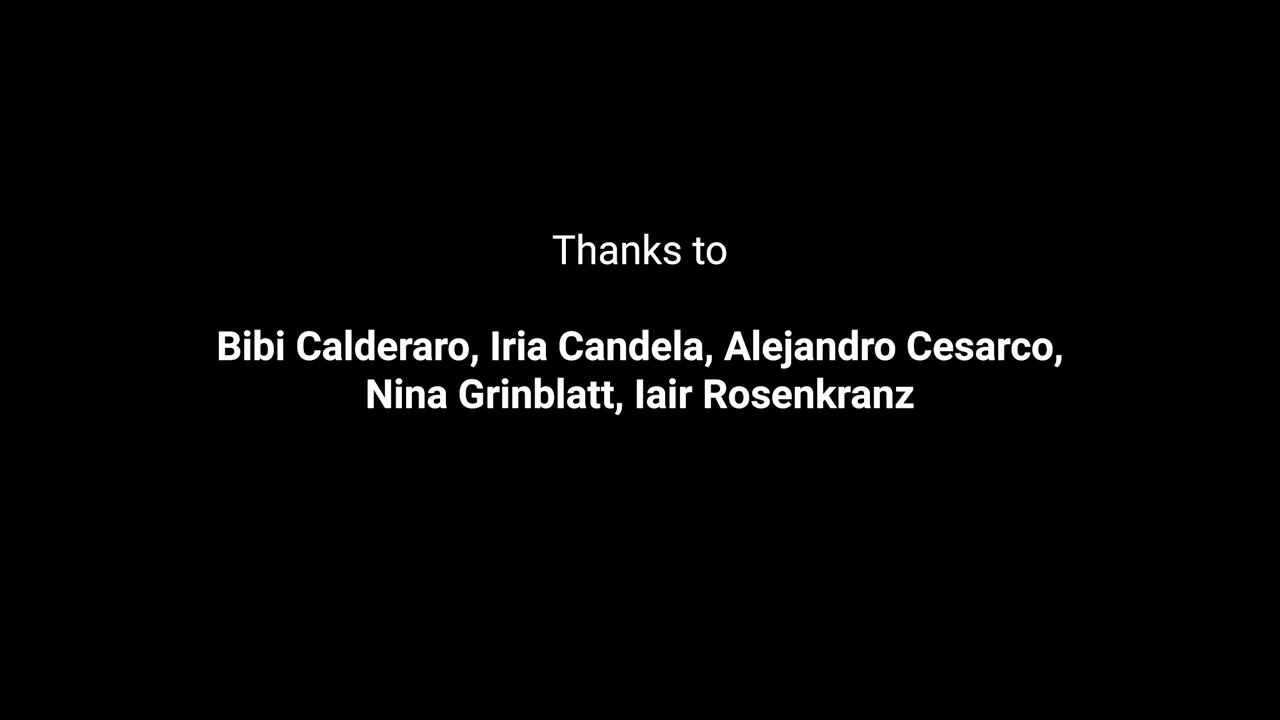 Thanks to
Bibi Calderaro, Iria Candela, Alejandro Cesarco,
Nina Grinblatt, Iair Rosenkranz